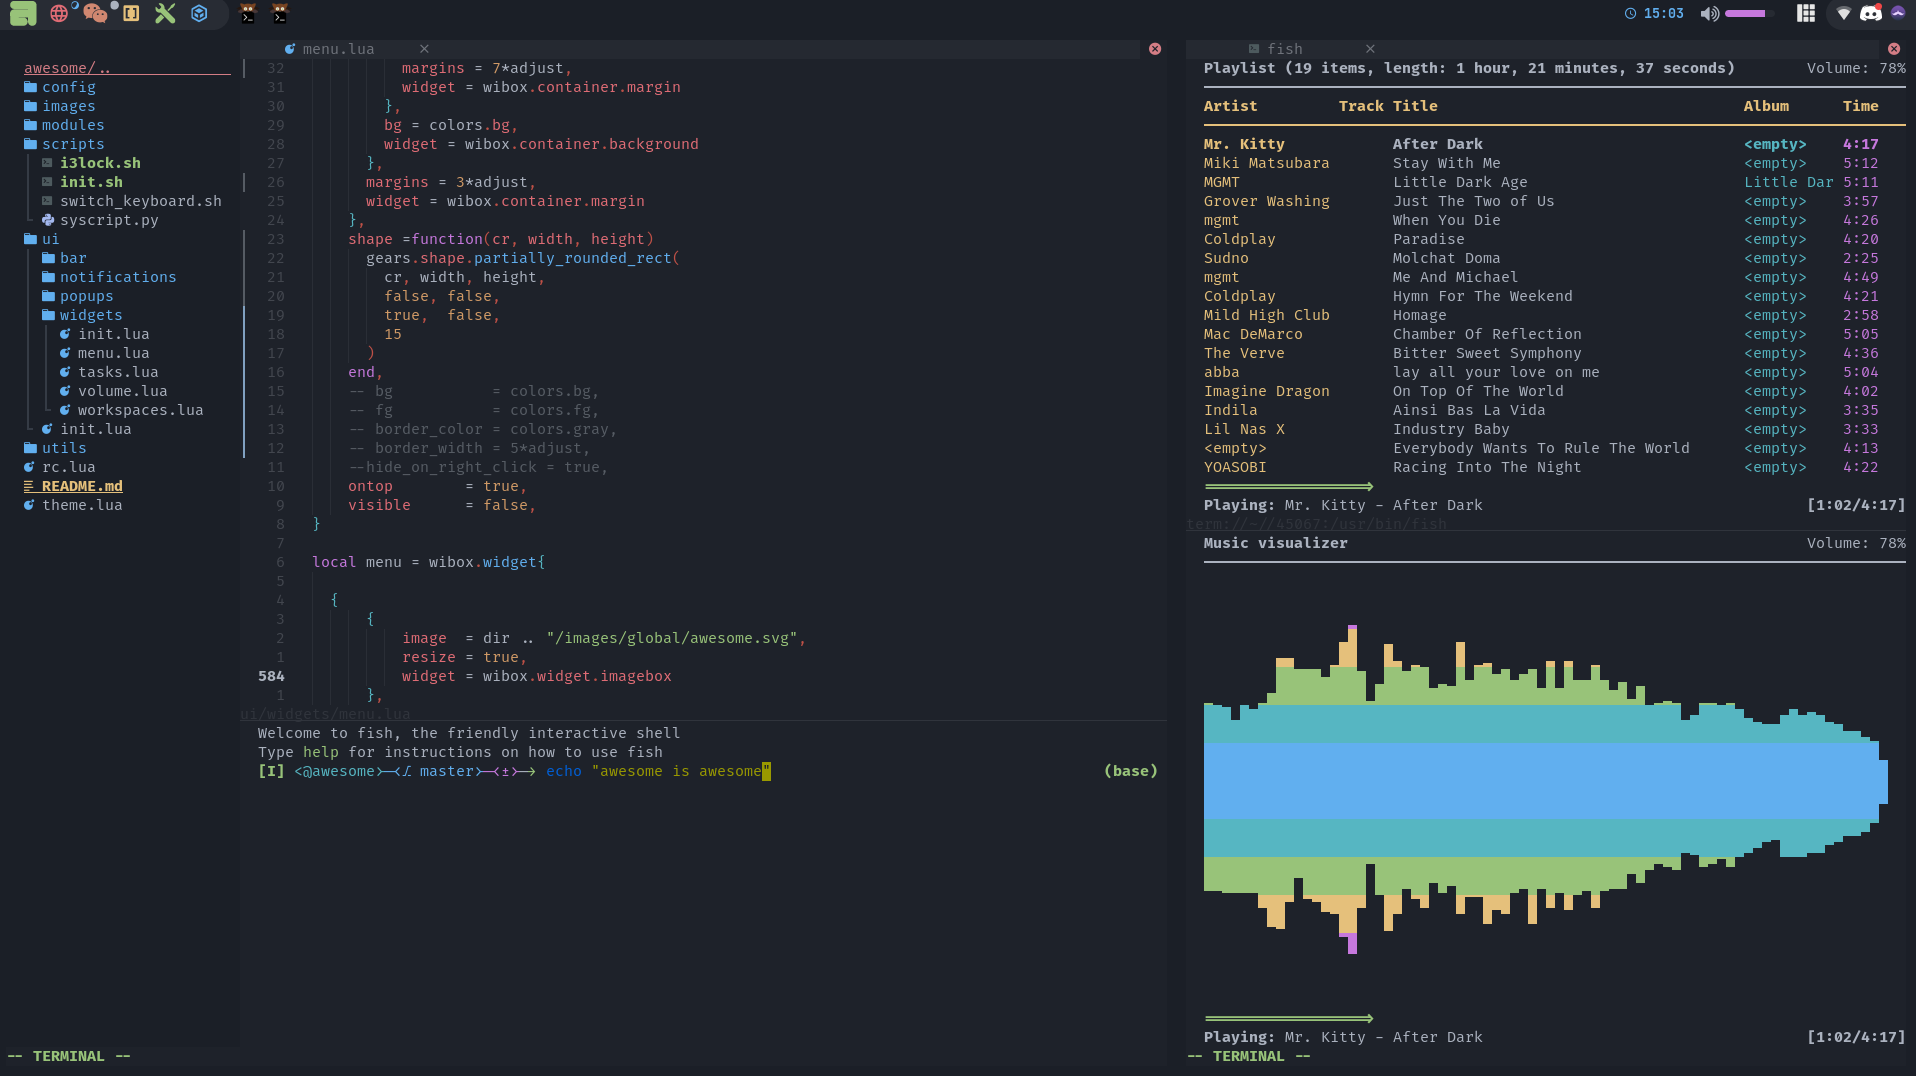 15:03
awesome/..
config
images
modules
scripts
i3lock.sh
init.sh
switch_keyboard.sh
syscript.py
ui
bar
notifications
popups
widgets
init.lua
menu.lua
tasks.lua
volume.lua
workspaces.lua
init.lua
utils
rc.lua
README.md
theme.lua
-- TERMINAL --
menu.lua
32 margins = 7*adjust,
31 widget = wibox.container.margin
30 },
29 bg = colors.bg,
28 widget = wibox.container.background
27 },
26 margins = 3*adjust,
25 widget = wibox.container.margin
24 },
23 shape =function(cr, width, height)
22 gears.shape.partially_rounded_rect(
21 cr, width, height,
20 false, false,
19 true,  false,
18 15
17 )
16 end,
15 -- bg           = colors.bg,
14 -- fg           = colors.fg,
13 -- border_color = colors.gray,
12 -- border_width = 5*adjust,
11 --hide_on_right_click = true,
10 ontop        = true,
9 visible      = false,
8 }
7
6 local menu = wibox.widget{
5
4 {
3 {
2 image  = dir .. "/images/global/awesome.svg",
1 resize = true,
584 widget = wibox.widget.imagebox
1 },
ui/widgets/menu.lua
Welcome to fish, the friendly interactive shell
Type help for instructions on how to use fish
[I] <@awesome>─<ᛘ master>─<±>─> echo "awesome is awesome" (base)
fish
Playlist (19 items, length: 1 hour, 21 minutes, 37 seconds) Volume: 78%
Artist Track Title Album Time
Mr. Kitty After Dark <empty> 4:17
Miki Matsubara Stay With Me <empty> 5:12
MGMT Little Dark Age Little Dar 5:11
Grover Washing Just The Two of Us <empty> 3:57
mgmt When You Die <empty> 4:26
Coldplay Paradise <empty> 4:20
Sudno Molchat Doma <empty> 2:25
mgmt Me And Michael <empty> 4:49
Coldplay Hymn For The Weekend <empty> 4:21
Mild High Club Homage <empty> 2:58
Mac DeMarco Chamber Of Reflection <empty> 5:05
The Verve Bitter Sweet Symphony <empty> 4:36
abba lay all your love on me <empty> 5:04
Imagine Dragon On Top Of The World <empty> 4:02
Indila Ainsi Bas La Vida <empty> 3:35
Lil Nas X Industry Baby <empty> 3:33
<empty> Everybody Wants To Rule The World <empty> 4:13
YOASOBI Racing Into The Night <empty> 4:22
Playing: Mr. Kitty - After Dark [1:02/4:17]
term://~//45067:/usr/bin/fish
Music visualizer Volume: 78%
Playing: Mr. Kitty - After Dark [1:02/4:17]
-- TERMINAL --